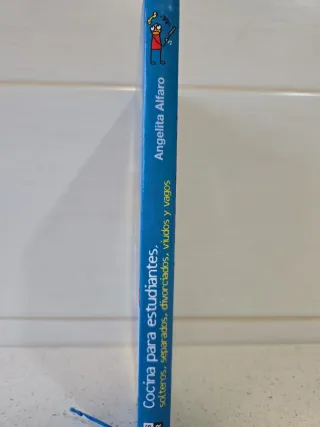 Cocina para estudiantes,
solteros, separados, divorciados, viudos y vagos
Angelita Alfaro